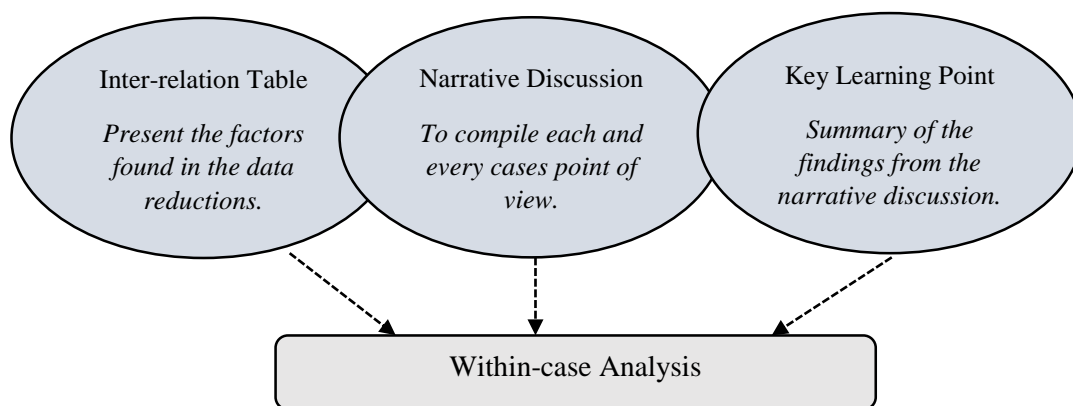 Inter-relation Table
Present the factors
found in the data
reductions.
Narrative Discussion
To compile each and
every cases point of
view.
Key Learning Point
Summary of the
findings from the
narrative discussion.
Within-case Analysis